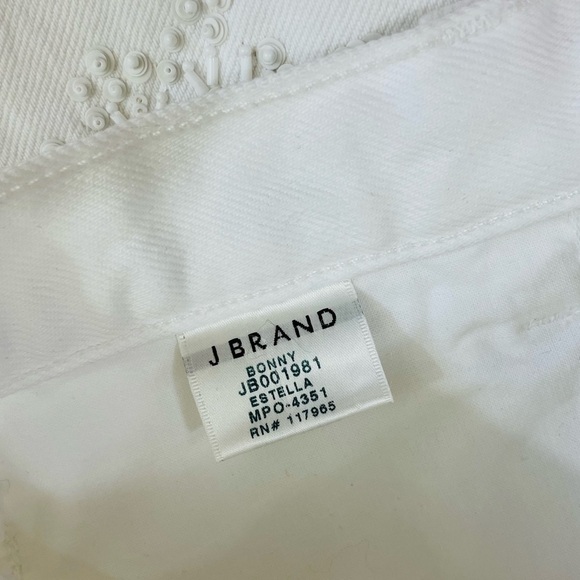 J BRAND
BONNY
JB001981
ESTELLA
MPO-4351
RN# 117965